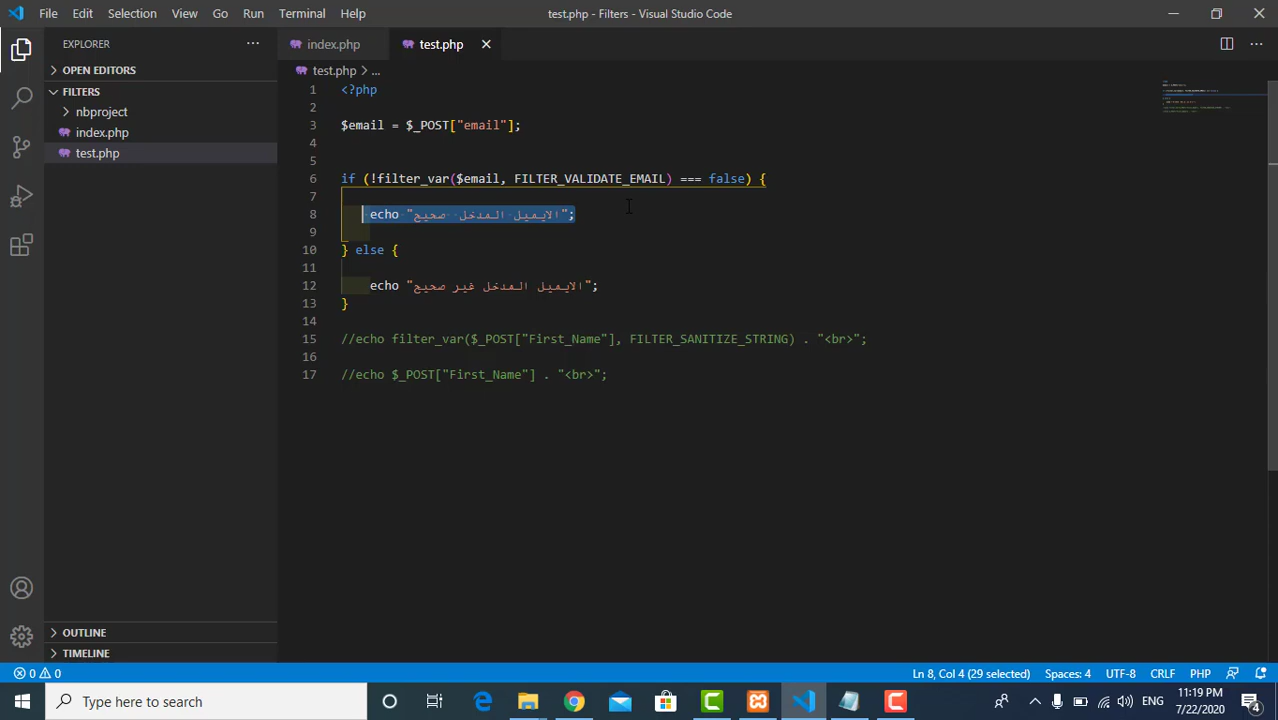 File Edit Selection View Go Run Terminal Help
test.php - Filters - Visual Studio Code
EXPLORER
OPEN EDITORS
FILTERS
nbproject
index.php
test.php
OUTLINE
TIMELINE
index.php test.php
test.php > ...
1 <?php
2
3 $email = $_POST["email"];
4
5
6 if (!filter_var($email, FILTER_VALIDATE_EMAIL) === false) {
7
8 echo "الايميل المدخل  صحيح";
9
10 } else {
11
12 echo "الايميل المدخل غير صحيح";
13 }
14
15 //echo filter_var($_POST["First_Name"], FILTER_SANITIZE_STRING) . "<br>";
16
17 //echo $_POST["First_Name"] . "<br>";
0 0
Ln 8, Col 4 (29 selected) Spaces: 4 UTF-8 CRLF PHP
Type here to search
ENG
11:19 PM
7/22/2020
4